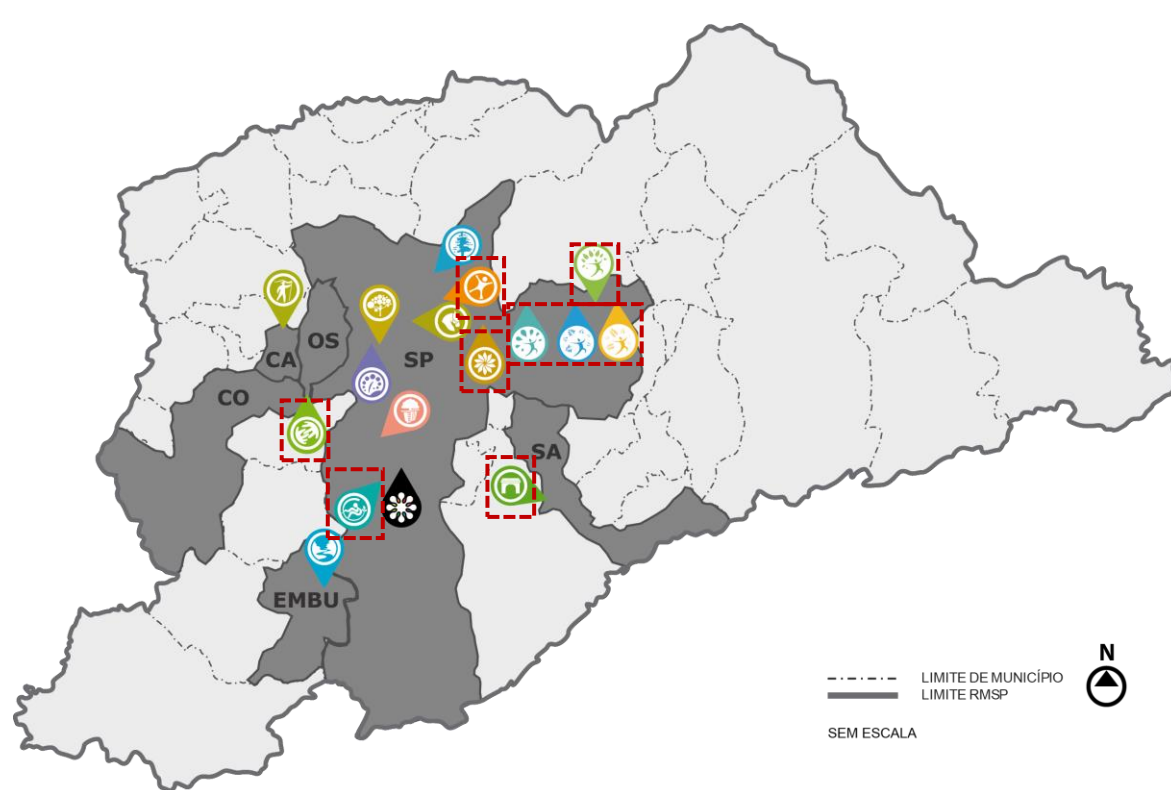 OS
CA
SP
CO
SA
EMBU
N
LIMITE DE MUNICÍPIO
LIMITE RMSP
SEM ESCALA